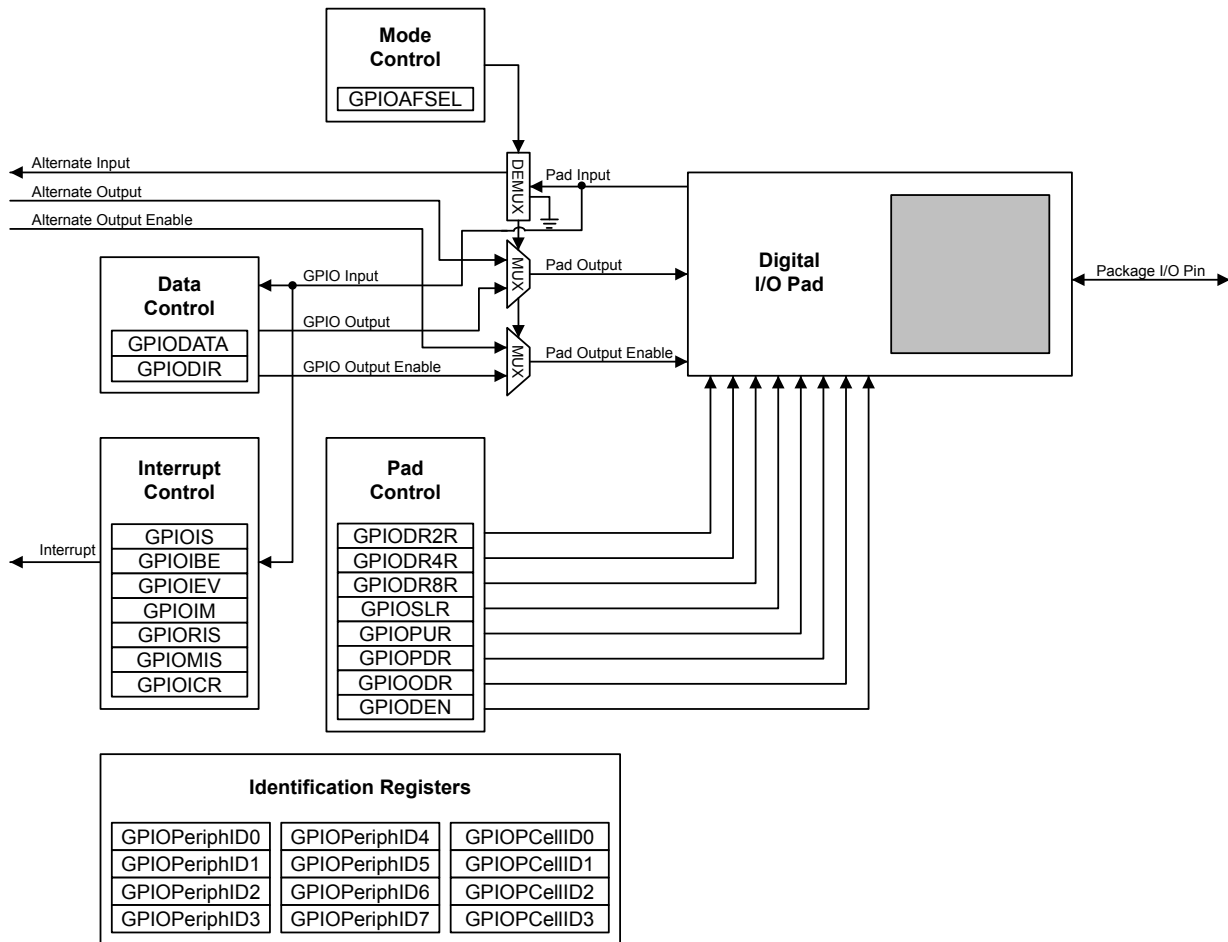 Mode
Control
GPIOAFSEL
Alternate Input
Alternate Output
Alternate Output Enable
DEMUX
Pad Input
MUX
Pad Output
MUX
Pad Output Enable
Digital
I/O Pad
Package I/O Pin
Data
Control
GPIODATA
GPIODIR
GPIO Input
GPIO Output
GPIO Output Enable
Interrupt
Control
GPIOIS
GPIOIBE
GPIOIEV
GPIOIM
GPIORIS
GPIOMIS
GPIOICR
Interrupt
Pad
Control
GPIODR2R
GPIODR4R
GPIODR8R
GPIOSLR
GPIOPUR
GPIOPDR
GPIOODR
GPIODEN
Identification Registers
GPIOPeriphID0
GPIOPeriphID1
GPIOPeriphID2
GPIOPeriphID3
GPIOPeriphID4
GPIOPeriphID5
GPIOPeriphID6
GPIOPeriphID7
GPIOPCellID0
GPIOPCellID1
GPIOPCellID2
GPIOPCellID3